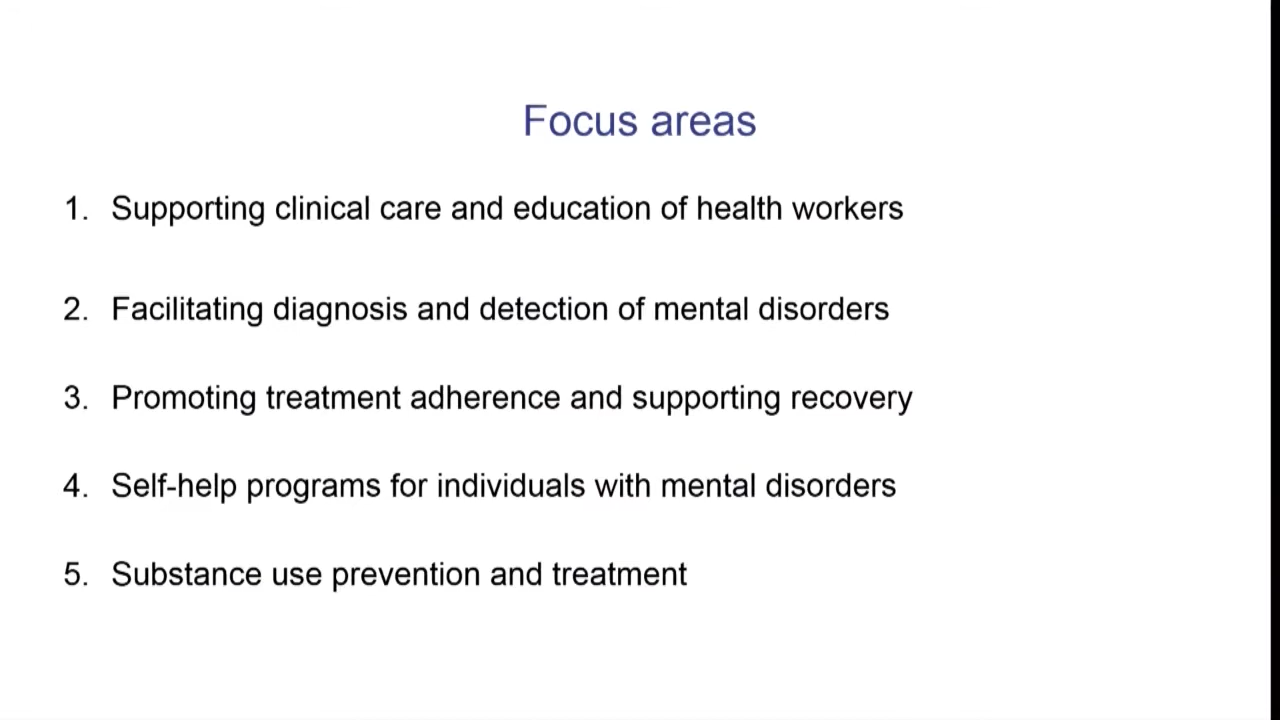 Focus areas
1. Supporting clinical care and education of health workers
2. Facilitating diagnosis and detection of mental disorders
3. Promoting treatment adherence and supporting recovery
4. Self-help programs for individuals with mental disorders
5. Substance use prevention and treatment